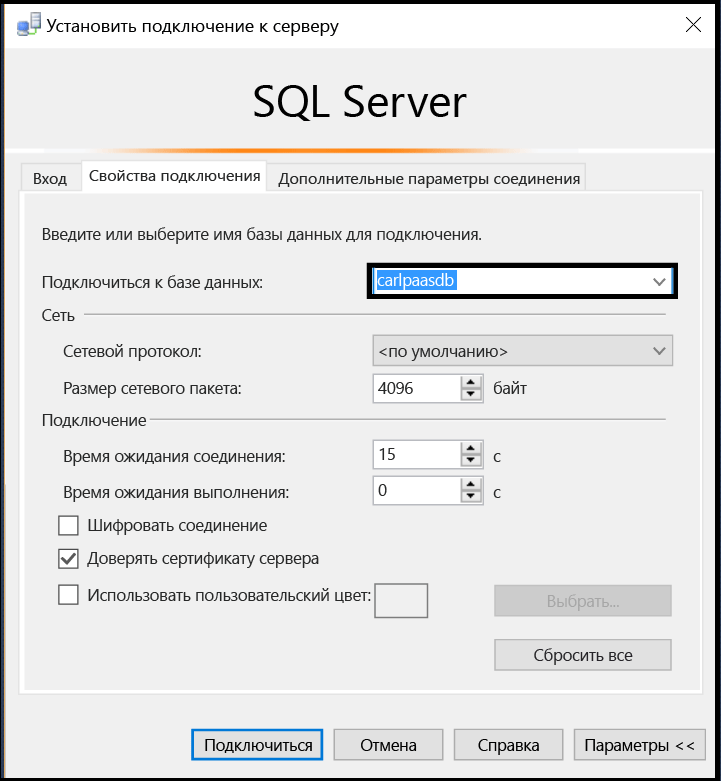 Установить подключение к серверу
SQL Server
Вход Свойства подключения Дополнительные параметры соединения
Введите или выберите имя базы данных для подключения.
Подключиться к базе данных: carlpaasdb
Сеть
Сетевой протокол: <по умолчанию>
Размер сетевого пакета: 4096 байт
Подключение
Время ожидания соединения: 15 с
Время ожидания выполнения: 0 с
Шифровать соединение
Доверять сертификату сервера
Использовать пользовательский цвет:
Выбрать...
Сбросить все
Подключиться Отмена Справка Параметры <<